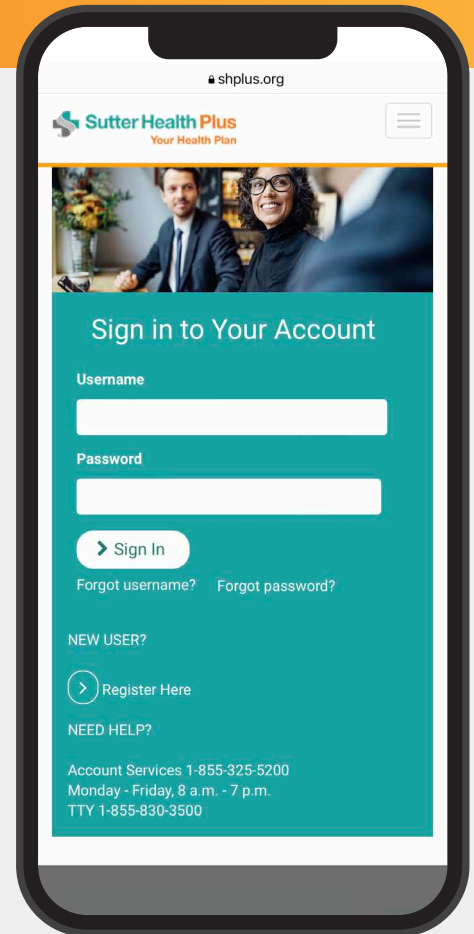 shplus.org
Sutter Health Plus
Your Health Plan
Sign in to Your Account
Username
Password
Sign In
Forgot username? Forgot password?
NEW USER?
Register Here
NEED HELP?
Account Services 1-855-325-5200
Monday - Friday, 8 a.m. - 7 p.m.
TTY 1-855-830-3500